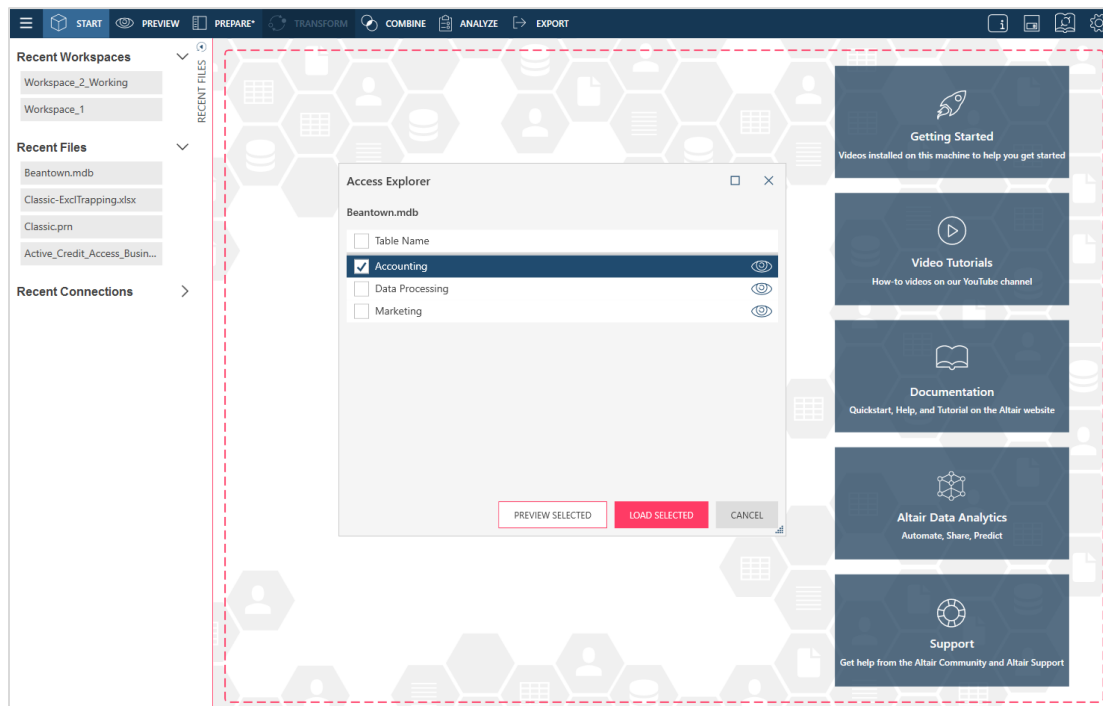 START PREVIEW PREPARE* TRANSFORM COMBINE ANALYZE EXPORT
Recent Workspaces
Workspace_2_Working
Workspace_1
Recent Files
Beantown.mdb
Classic-ExclTrapping.xlsx
Classic.prn
Active_Credit_Access_Busin...
Recent Connections
RECENT FILES
Access Explorer
Beantown.mdb
Table Name
Accounting
Data Processing
Marketing
PREVIEW SELECTED LOAD SELECTED CANCEL
Getting Started
Videos installed on this machine to help you get started
Video Tutorials
How-to videos on our YouTube channel
Documentation
Quickstart, Help, and Tutorial on the Altair website
Altair Data Analytics
Automate, Share, Predict
Support
Get help from the Altair Community and Altair Support